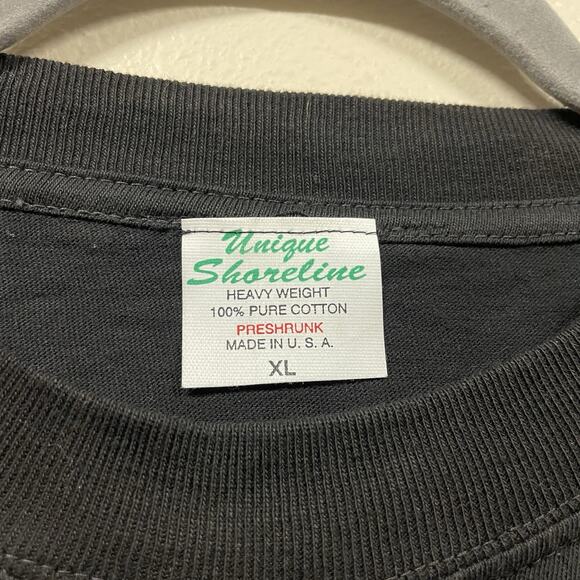 Unique
Shoreline
HEAVY WEIGHT
100% PURE COTTON
PRESHRUNK
MADE IN U. S. A.
XL